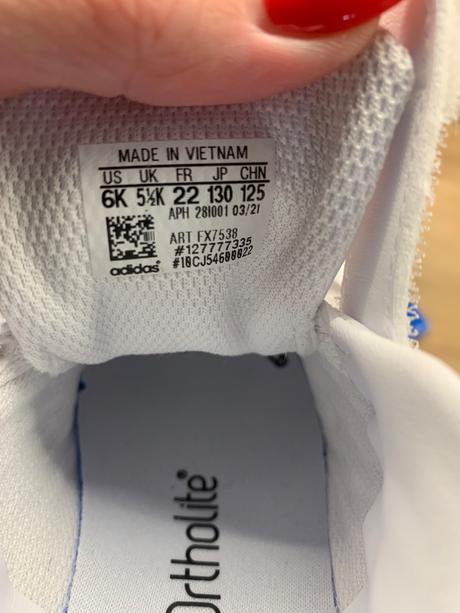 MADE IN VIETNAM
US UK FR JP CHN
6K 5½K 22 130 125
APH 281001 03/21
ART FX7538
#127777335
#10CJ54600022
adidas®
Ortholite®